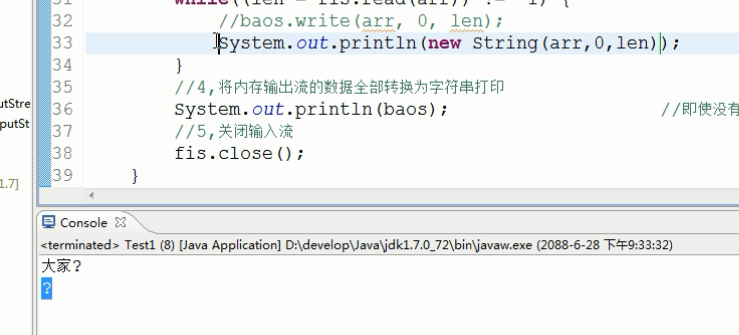 31 while((len = fis.read(arr)) != -1) {
32 //baos.write(arr, 0, len);
33 System.out.println(new String(arr,0,len));
34 }
35 //4,将内存输出流的数据全部转换为字符串打印
utStre
36 System.out.println(baos); //即使没有
putSt
37 //5,关闭输入流
38 fis.close();
1.7]
39 }
Console
<terminated> Test1 (8) [Java Application] D:\develop\Java\jdk1.7.0_72\bin\javaw.exe (2088-6-28 下午9:33:32)
大家?
?